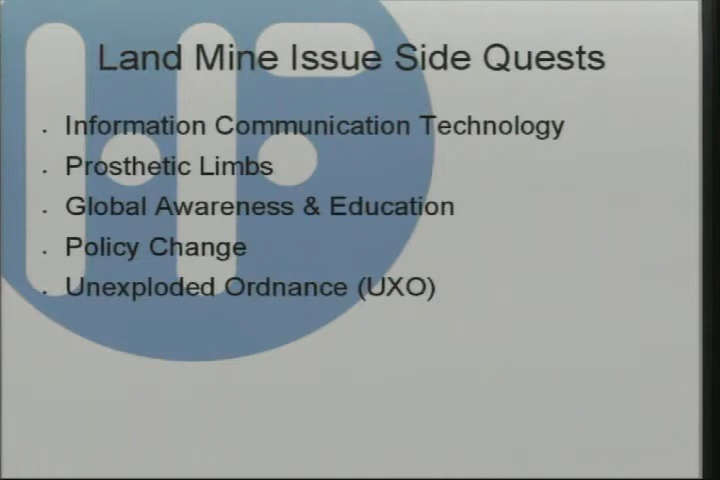 Land Mine Issue Side Quests
. Information Communication Technology
. Prosthetic Limbs
. Global Awareness & Education
. Policy Change
. Unexploded Ordnance (UXO)